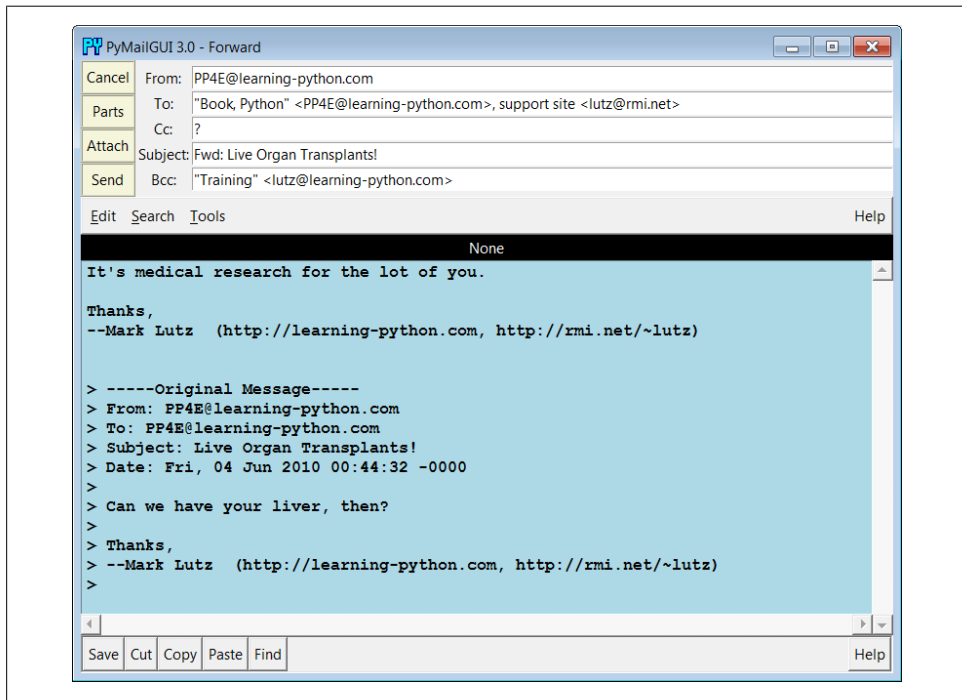 PY PyMailGUI 3.0 - Forward
Cancel From: PP4E@learning-python.com
Parts To: "Book, Python" <PP4E@learning-python.com>, support site <lutz@rmi.net>
Cc: ?
Attach Subject: Fwd: Live Organ Transplants!
Send Bcc: "Training" <lutz@learning-python.com>
Edit Search Tools Help
None
It's medical research for the lot of you.
Thanks,
--Mark Lutz  (http://learning-python.com, http://rmi.net/~lutz)
> -----Original Message-----
> From: PP4E@learning-python.com
> To: PP4E@learning-python.com
> Subject: Live Organ Transplants!
> Date: Fri, 04 Jun 2010 00:44:32 -0000
>
> Can we have your liver, then?
>
> Thanks,
> --Mark Lutz  (http://learning-python.com, http://rmi.net/~lutz)
>
Save Cut Copy Paste Find Help